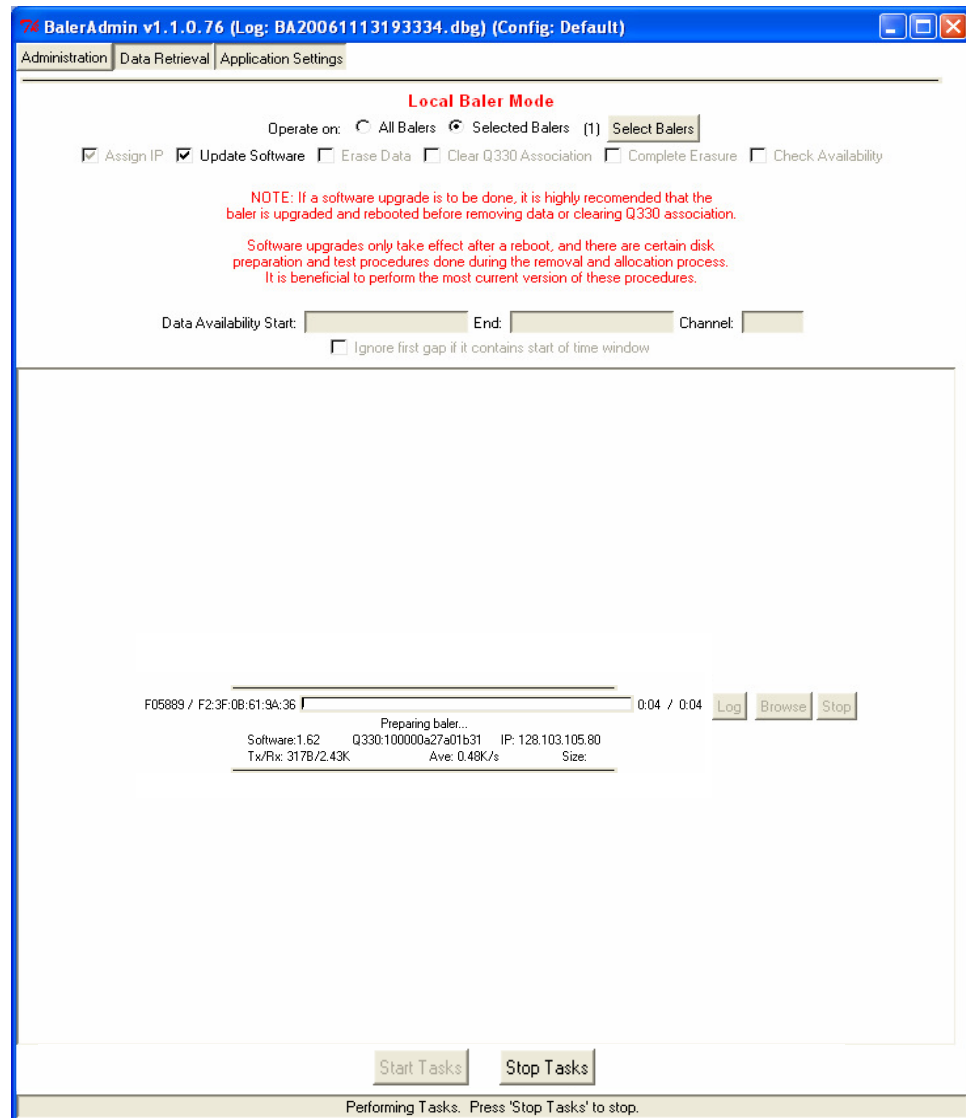 BalerAdmin v1.1.0.76 (Log: BA20061113193334.dbg) (Config: Default)
Administration Data Retrieval Application Settings
Local Baler Mode
Operate on: All Balers Selected Balers (1) Select Balers
Assign IP Update Software Erase Data Clear Q330 Association Complete Erasure Check Availability
NOTE: If a software upgrade is to be done, it is highly recomended that the
baler is upgraded and rebooted before removing data or clearing Q330 association.
Software upgrades only take effect after a reboot, and there are certain disk
preparation and test procedures done during the removal and allocation process.
It is beneficial to perform the most current version of these procedures.
Data Availability Start: End: Channel:
Ignore first gap if it contains start of time window
F05889 / F2:3F:0B:61:9A:36 0:04 / 0:04 Log Browse Stop
Preparing baler...
Software:1.62 Q330:100000a27a01b31 IP: 128.103.105.80
Tx/Rx: 317B/2.43K Ave: 0.48K/s Size:
Start Tasks Stop Tasks
Performing Tasks. Press 'Stop Tasks' to stop.